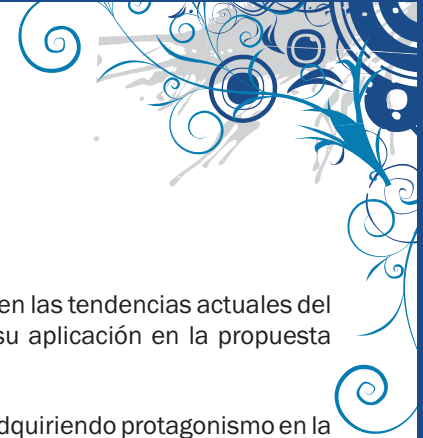 en las tendencias actuales del
su aplicación en la propuesta
dquiriendo protagonismo en la